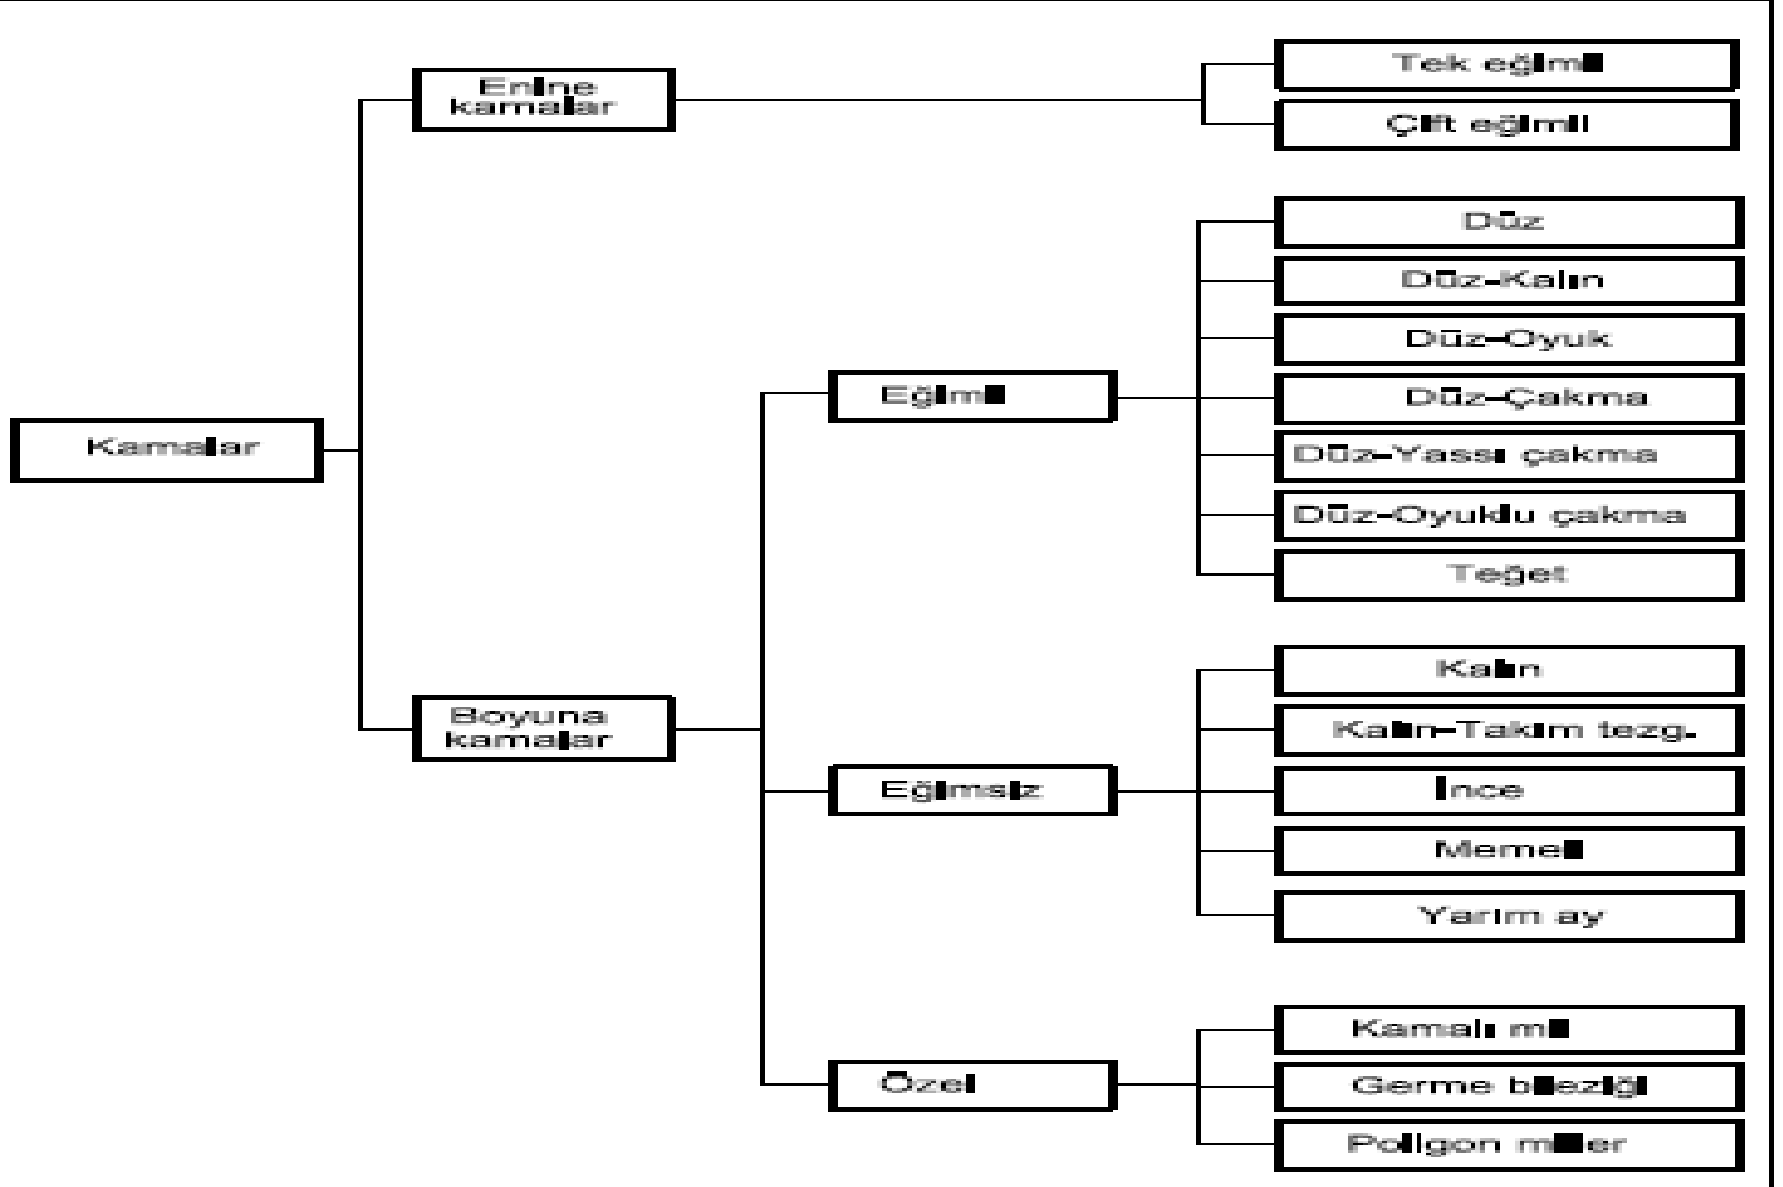 Enine
kamalar
Tek eğimli
Çift eğimli
Düz
Düz-Kalın
Düz-Oyuk
Eğimli
Düz-Çakma
Kamalar
Düz-Yassı çakma
Düz-Oyuklu çakma
Teğet
Kalın
Boyuna
kamalar
Kalın-Takım tezg.
Eğimsiz
İnce
Memeli
Yarım ay
Kamalı mil
Özel
Germe bileziği
Poligon miller